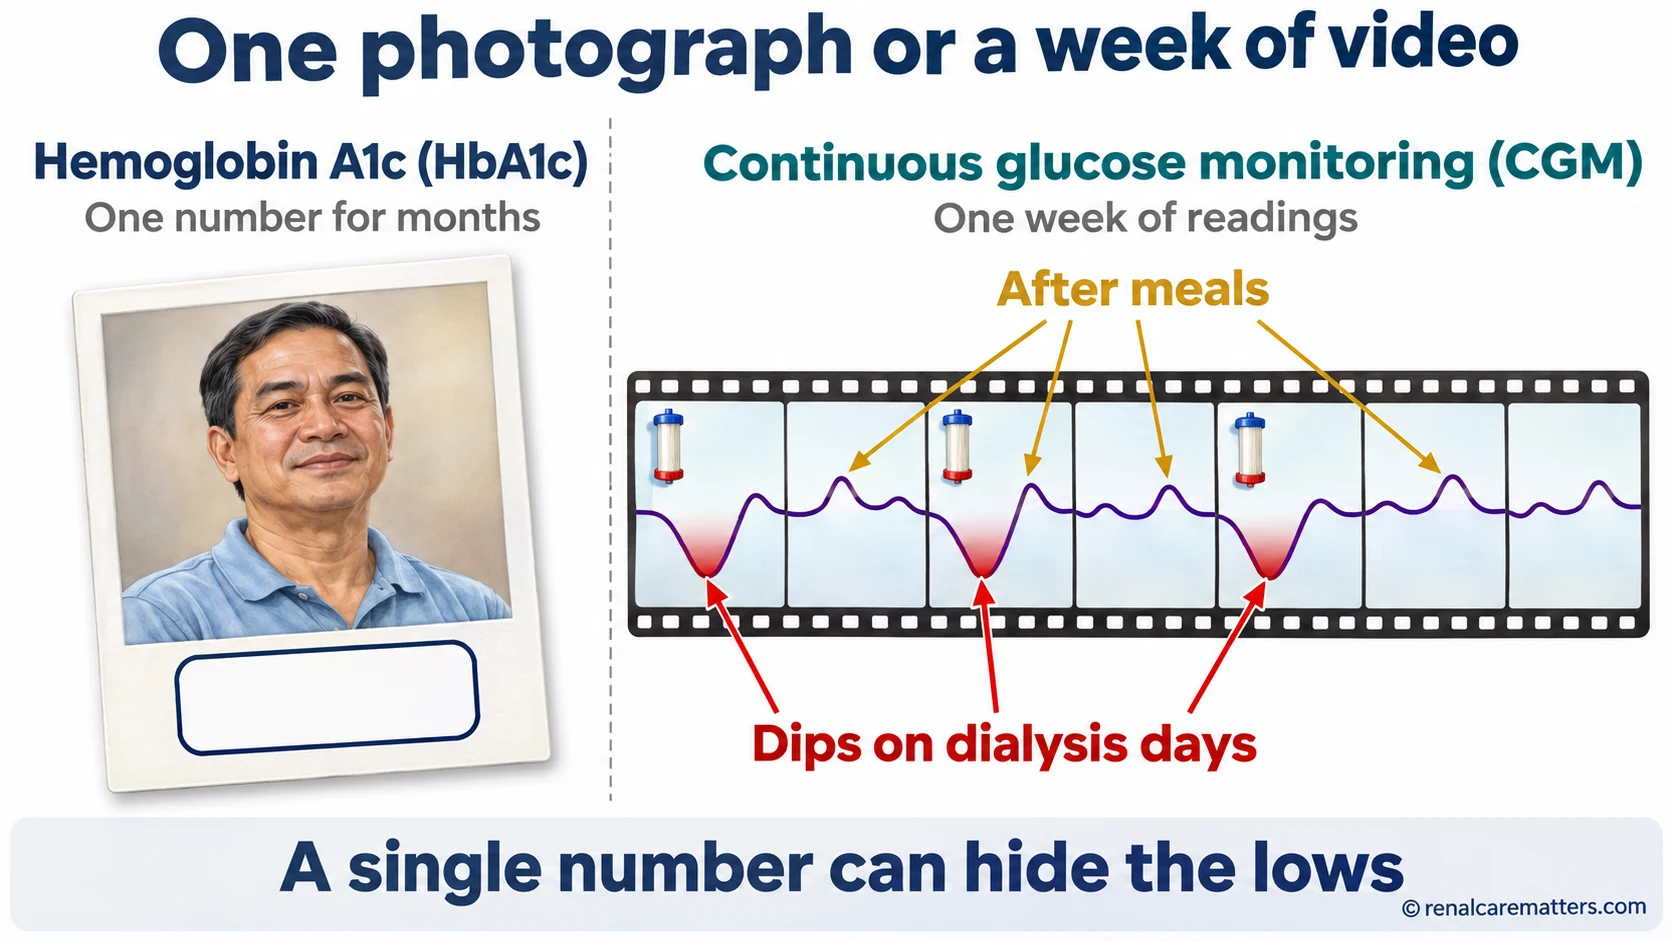 One photograph or a week of video
Hemoglobin A1c (HbA1c)
One number for months
Continuous glucose monitoring (CGM)
One week of readings
After meals
Dips on dialysis days
A single number can hide the lows
© renalcarematters.com